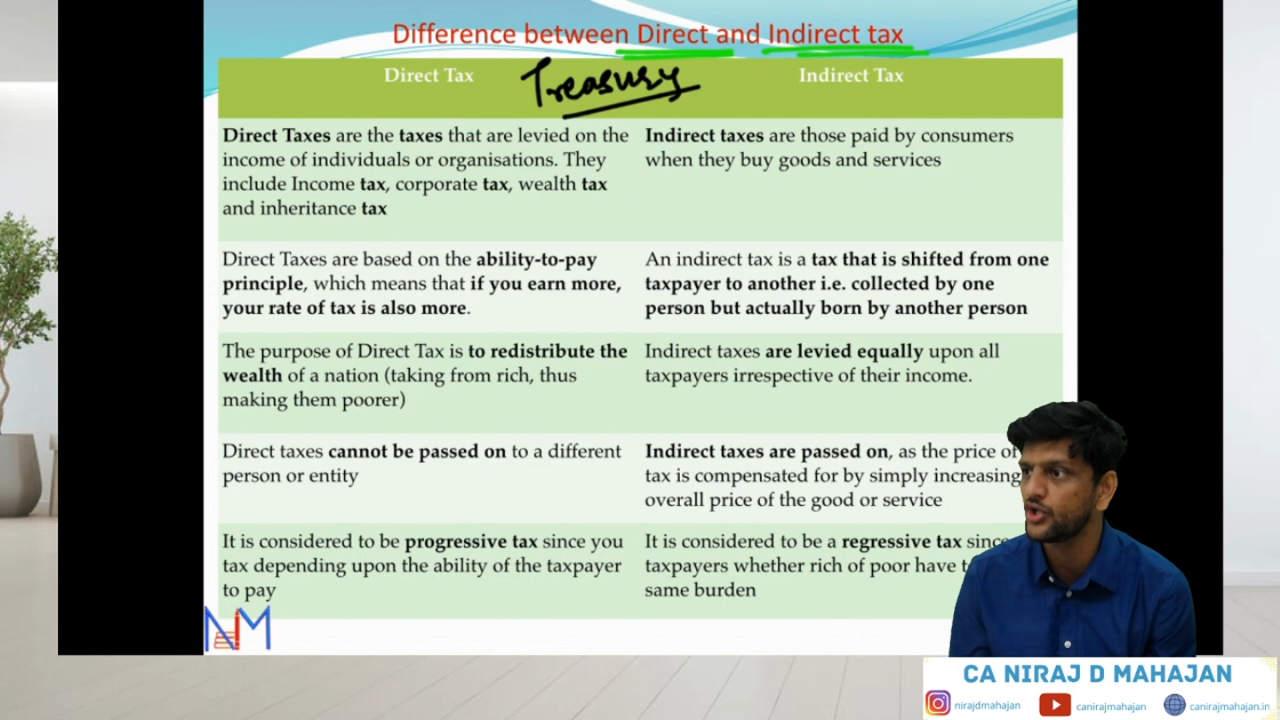 Difference between Direct and Indirect tax
Direct Tax
Treasury
Indirect Tax
Direct Taxes are the taxes that are levied on the
income of individuals or organisations. They
include Income tax, corporate tax, wealth tax
and inheritance tax
Indirect taxes are those paid by consumers
when they buy goods and services
Direct Taxes are based on the ability-to-pay
principle, which means that if you earn more,
your rate of tax is also more.
An indirect tax is a tax that is shifted from one
taxpayer to another i.e. collected by one
person but actually born by another person
The purpose of Direct Tax is to redistribute the
wealth of a nation (taking from rich, thus
making them poorer)
Indirect taxes are levied equally upon all
taxpayers irrespective of their income.
Direct taxes cannot be passed on to a different
person or entity
Indirect taxes are passed on, as the price of
tax is compensated for by simply increasing
overall price of the good or service
It is considered to be progressive tax since you
tax depending upon the ability of the taxpayer
to pay
It is considered to be a regressive tax since
taxpayers whether rich of poor have
same burden
NM
CA NIRAJ D MAHAJAN
nirajdmahajan
canirajmahajan
canirajmahajan.in